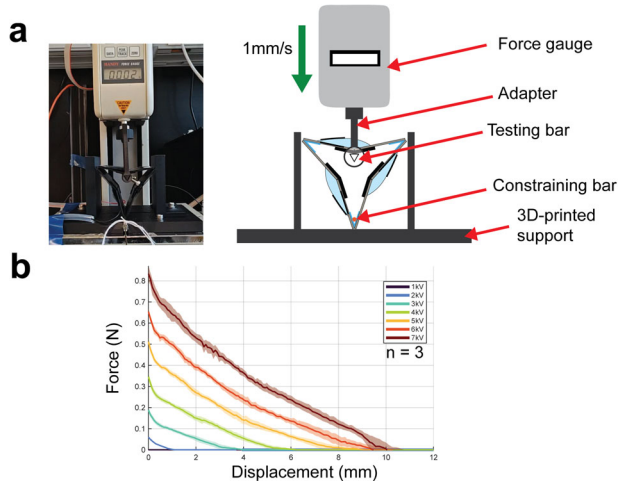 a
0002
1mm/s
Force gauge
Adapter
Testing bar
Constraining bar
3D-printed
support
b
Force (N)
0.8
0.7
0.6
0.5
0.4
0.3
0.2
0.1
0
1kV
2kV
3kV
4kV
5kV
6kV
7kV
n = 3
0 2 4 6 8 10 12
Displacement (mm)